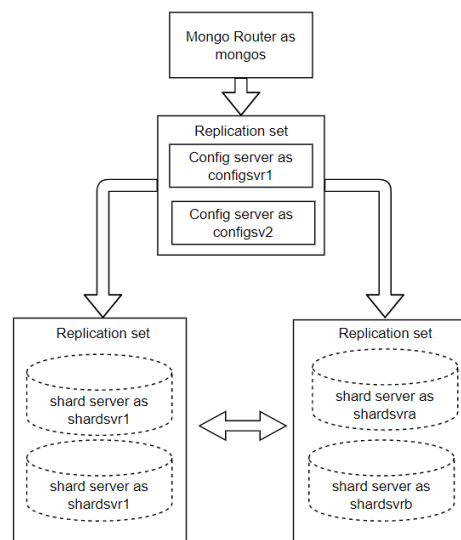 Mongo Router as
mongos
Replication set
Config server as
configsvr1
Config server as
configsv2
Replication set
shard server as
shardsvr1
shard server as
shardsvr1
Replication set
shard server as
shardsvra
shard server as
shardsvrb